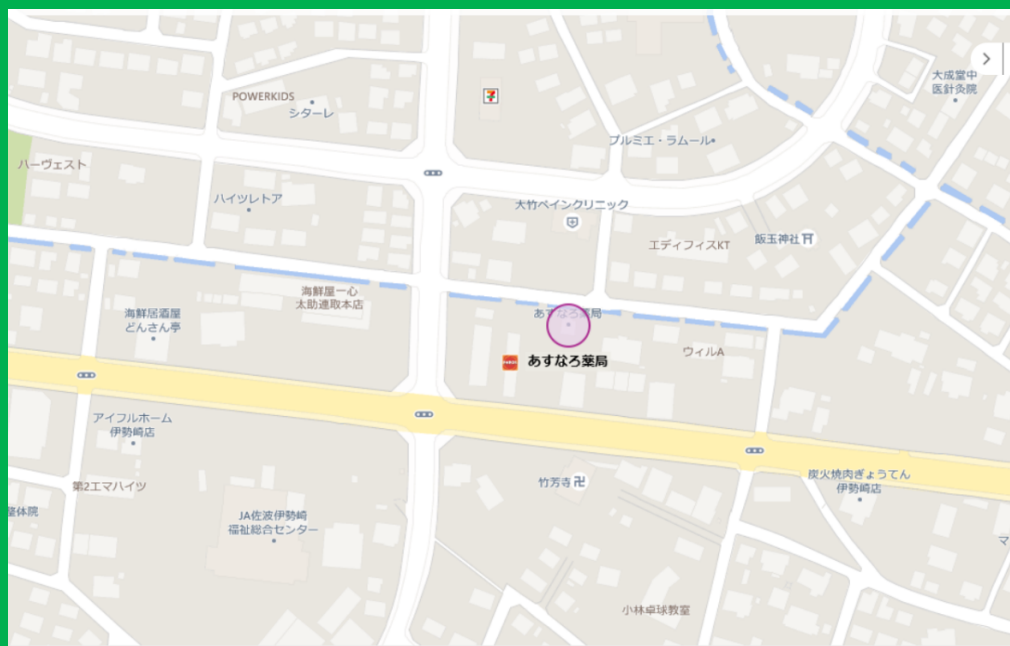 大成堂中
医針灸院
POWERKIDS
シターレ
プルミエ・ラムール
ハーヴェスト
ハイツレトア
大竹ペインクリニック
エディフィスKT
飯玉神社
海鮮屋一心
太助連取本店
海鮮居酒屋
どんさん亭
あすなろ薬局
ウィルA
あすなろ薬局
アイフルホーム
伊勢崎店
炭火焼肉ぎょうてん
伊勢崎店
竹芳寺
第2エマハイツ
整体院
JA佐波伊勢崎
福祉総合センター
マ
小林卓球教室